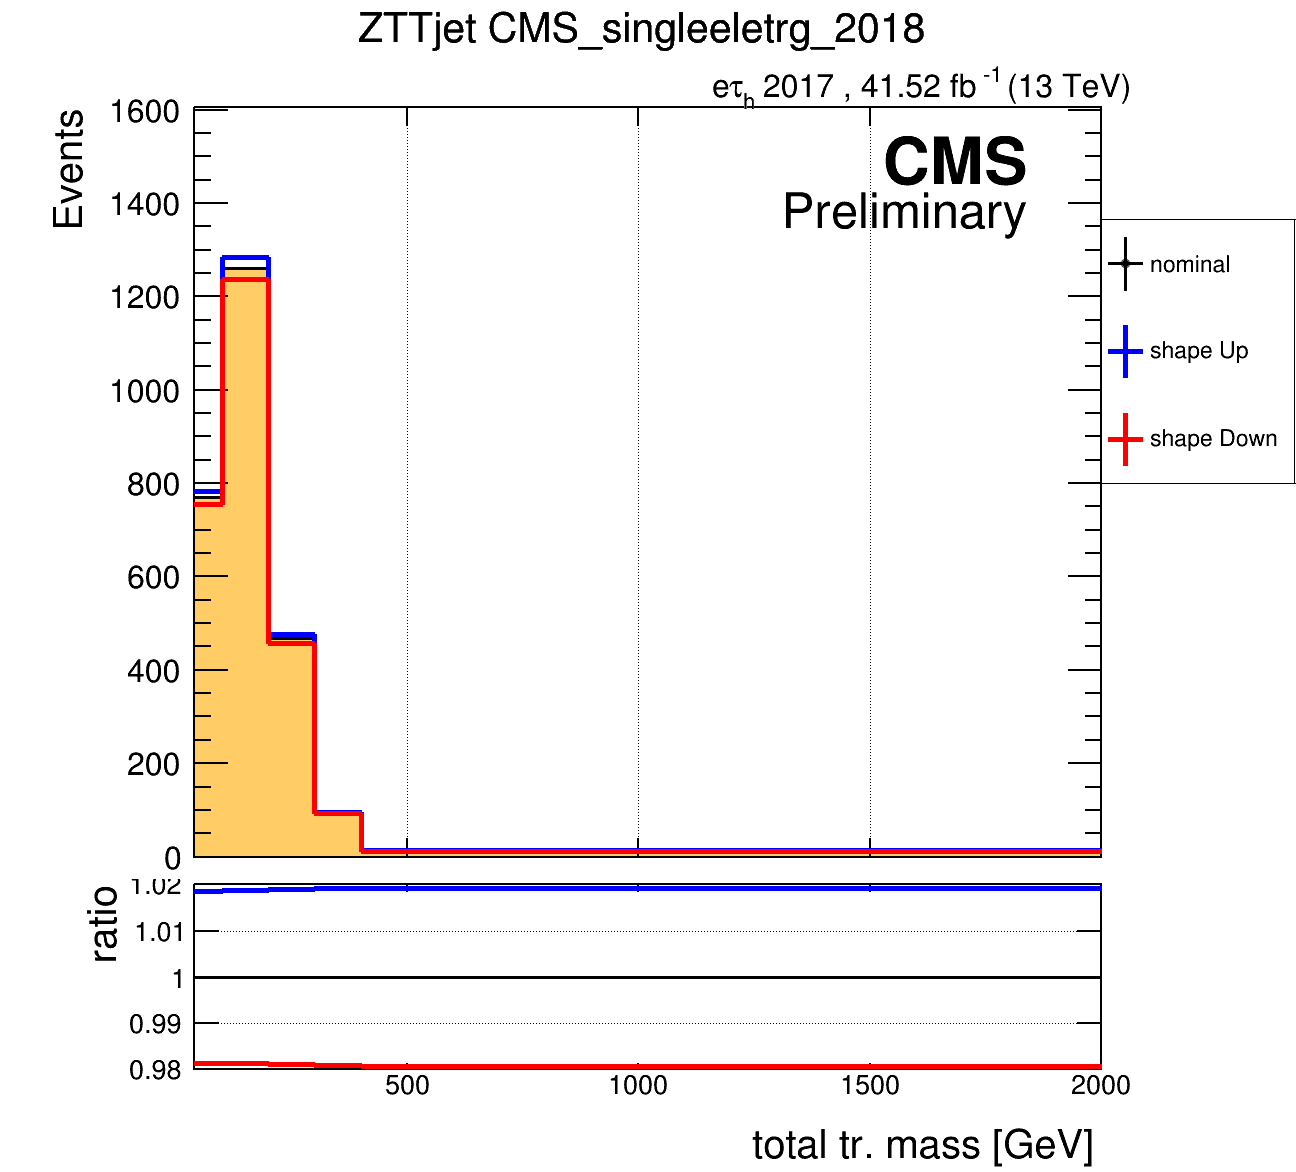 ZTTjet CMS_singleeletrg_2018
eτh 2017 , 41.52 fb-1 (13 TeV)
Events
1600
1400
1200
1000
800
600
400
200
0
CMS
Preliminary
nominal
shape Up
shape Down
ratio
1.02
1.01
1
0.99
0.98
500 1000 1500 2000
total tr. mass [GeV]